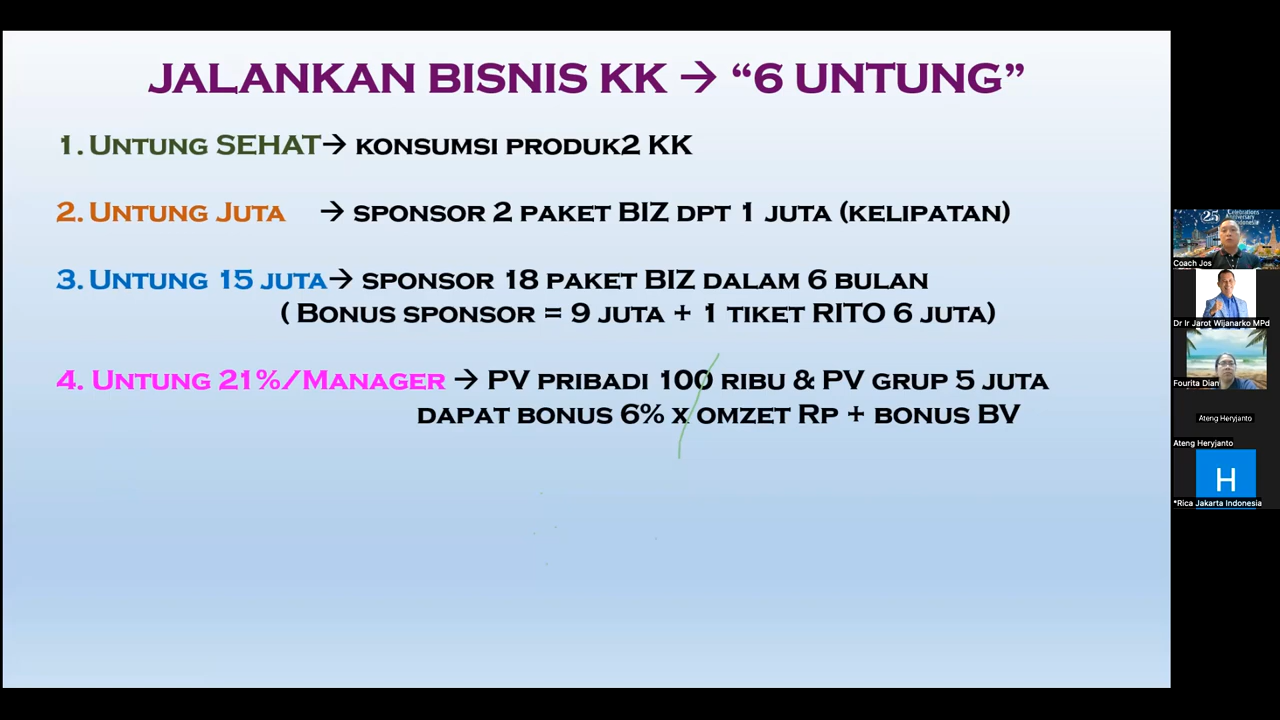 JALANKAN BISNIS KK → “6 UNTUNG”
1. UNTUNG SEHAT→ KONSUMSI PRODUK2 KK
2. UNTUNG JUTA → SPONSOR 2 PAKET BIZ DPT 1 JUTA (KELIPATAN)
3. UNTUNG 15 JUTA→ SPONSOR 18 PAKET BIZ DALAM 6 BULAN
( BONUS SPONSOR = 9 JUTA + 1 TIKET RITO 6 JUTA)
4. UNTUNG 21%/MANAGER → PV PRIBADI 100 RIBU & PV GRUP 5 JUTA
DAPAT BONUS 6% X OMZET RP + BONUS BV
25 Celebrations
Anniversary
Indonesia
Coach Jos
Dr Ir Jarot Wijanarko MPd
Fourita Dian
Ateng Heryjanto
Ateng Heryjanto
H
*Rica Jakarta Indonesia